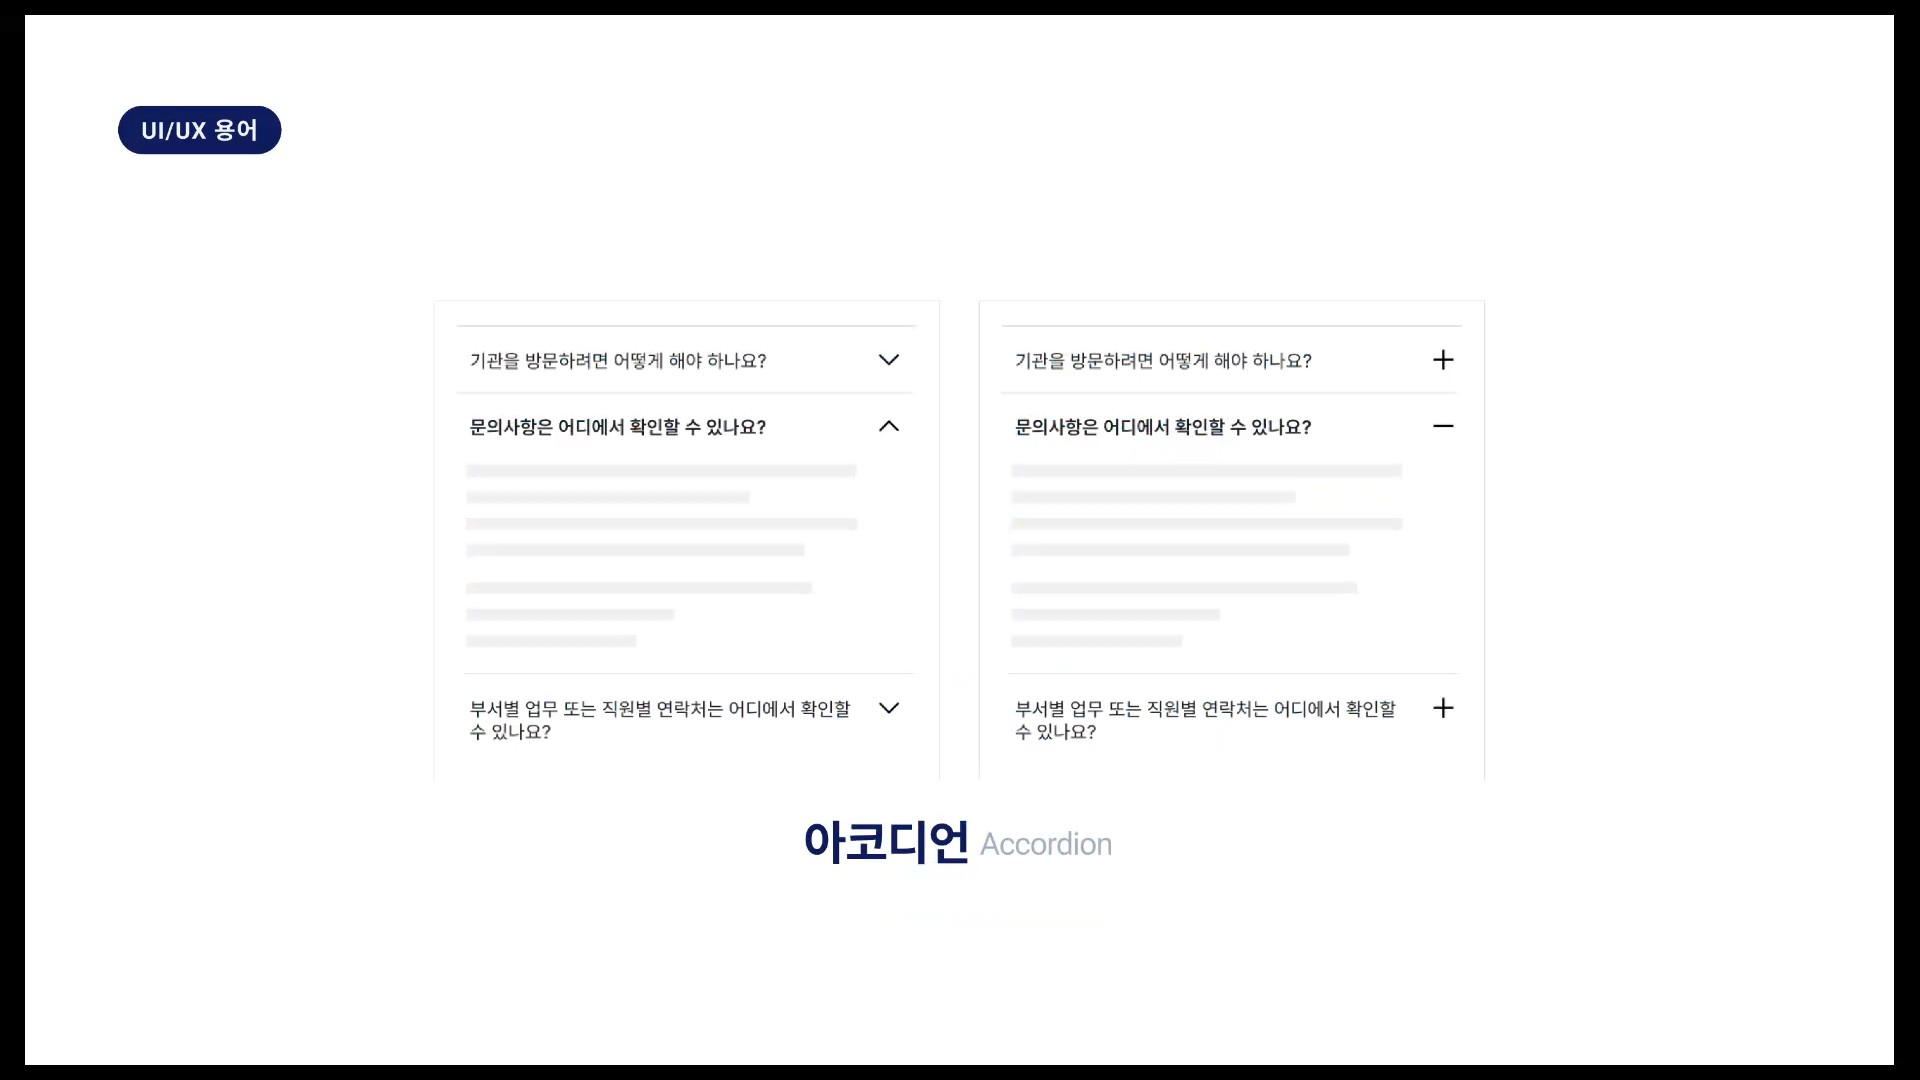 UI/UX 용어
기관을 방문하려면 어떻게 해야 하나요?
문의사항은 어디에서 확인할 수 있나요?
부서별 업무 또는 직원별 연락처는 어디에서 확인할
수 있나요?
기관을 방문하려면 어떻게 해야 하나요?
문의사항은 어디에서 확인할 수 있나요?
부서별 업무 또는 직원별 연락처는 어디에서 확인할
수 있나요?
아코디언 Accordion